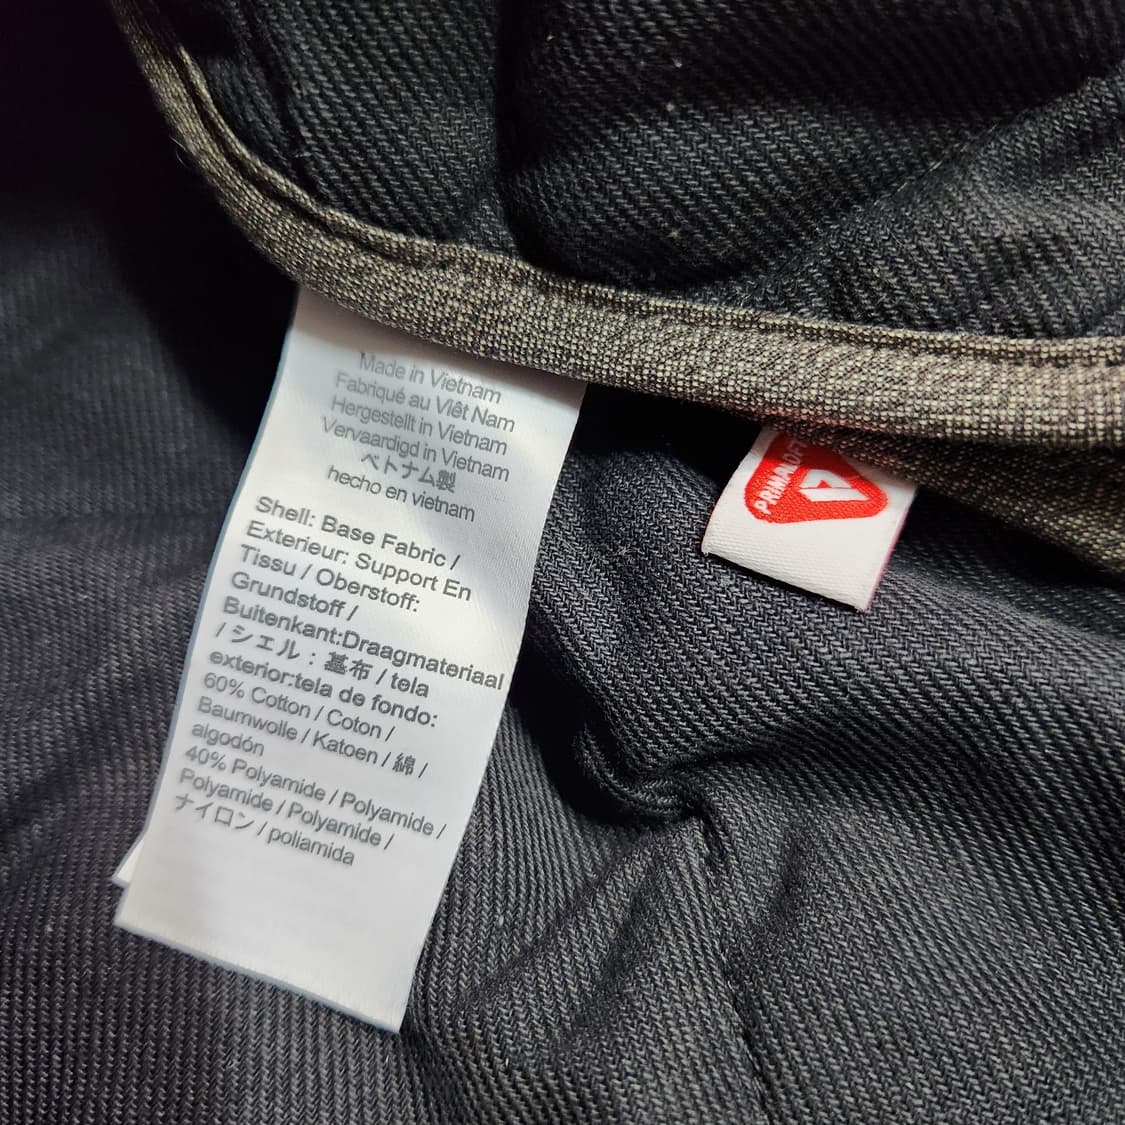 Made in Vietnam
Fabriqué au Vlêt Nam
Hergestellt in Vietnam
Vervaardigd in Vietnam
ベトナム製
hecho en vietnam
Shell: Base Fabric /
Exterieur: Support En
Tissu / Oberstoff:
Grundstoff /
Buitenkant:Draagmateriaal
/ シェル：基布 / tela
exterior:tela de fondo:
60% Cotton / Coton /
Baumwolle / Katoen / 綿 /
algodón
40% Polyamide / Polyamide /
Polyamide / Polyamide /
ナイロン / poliamida
PRIMALOFT